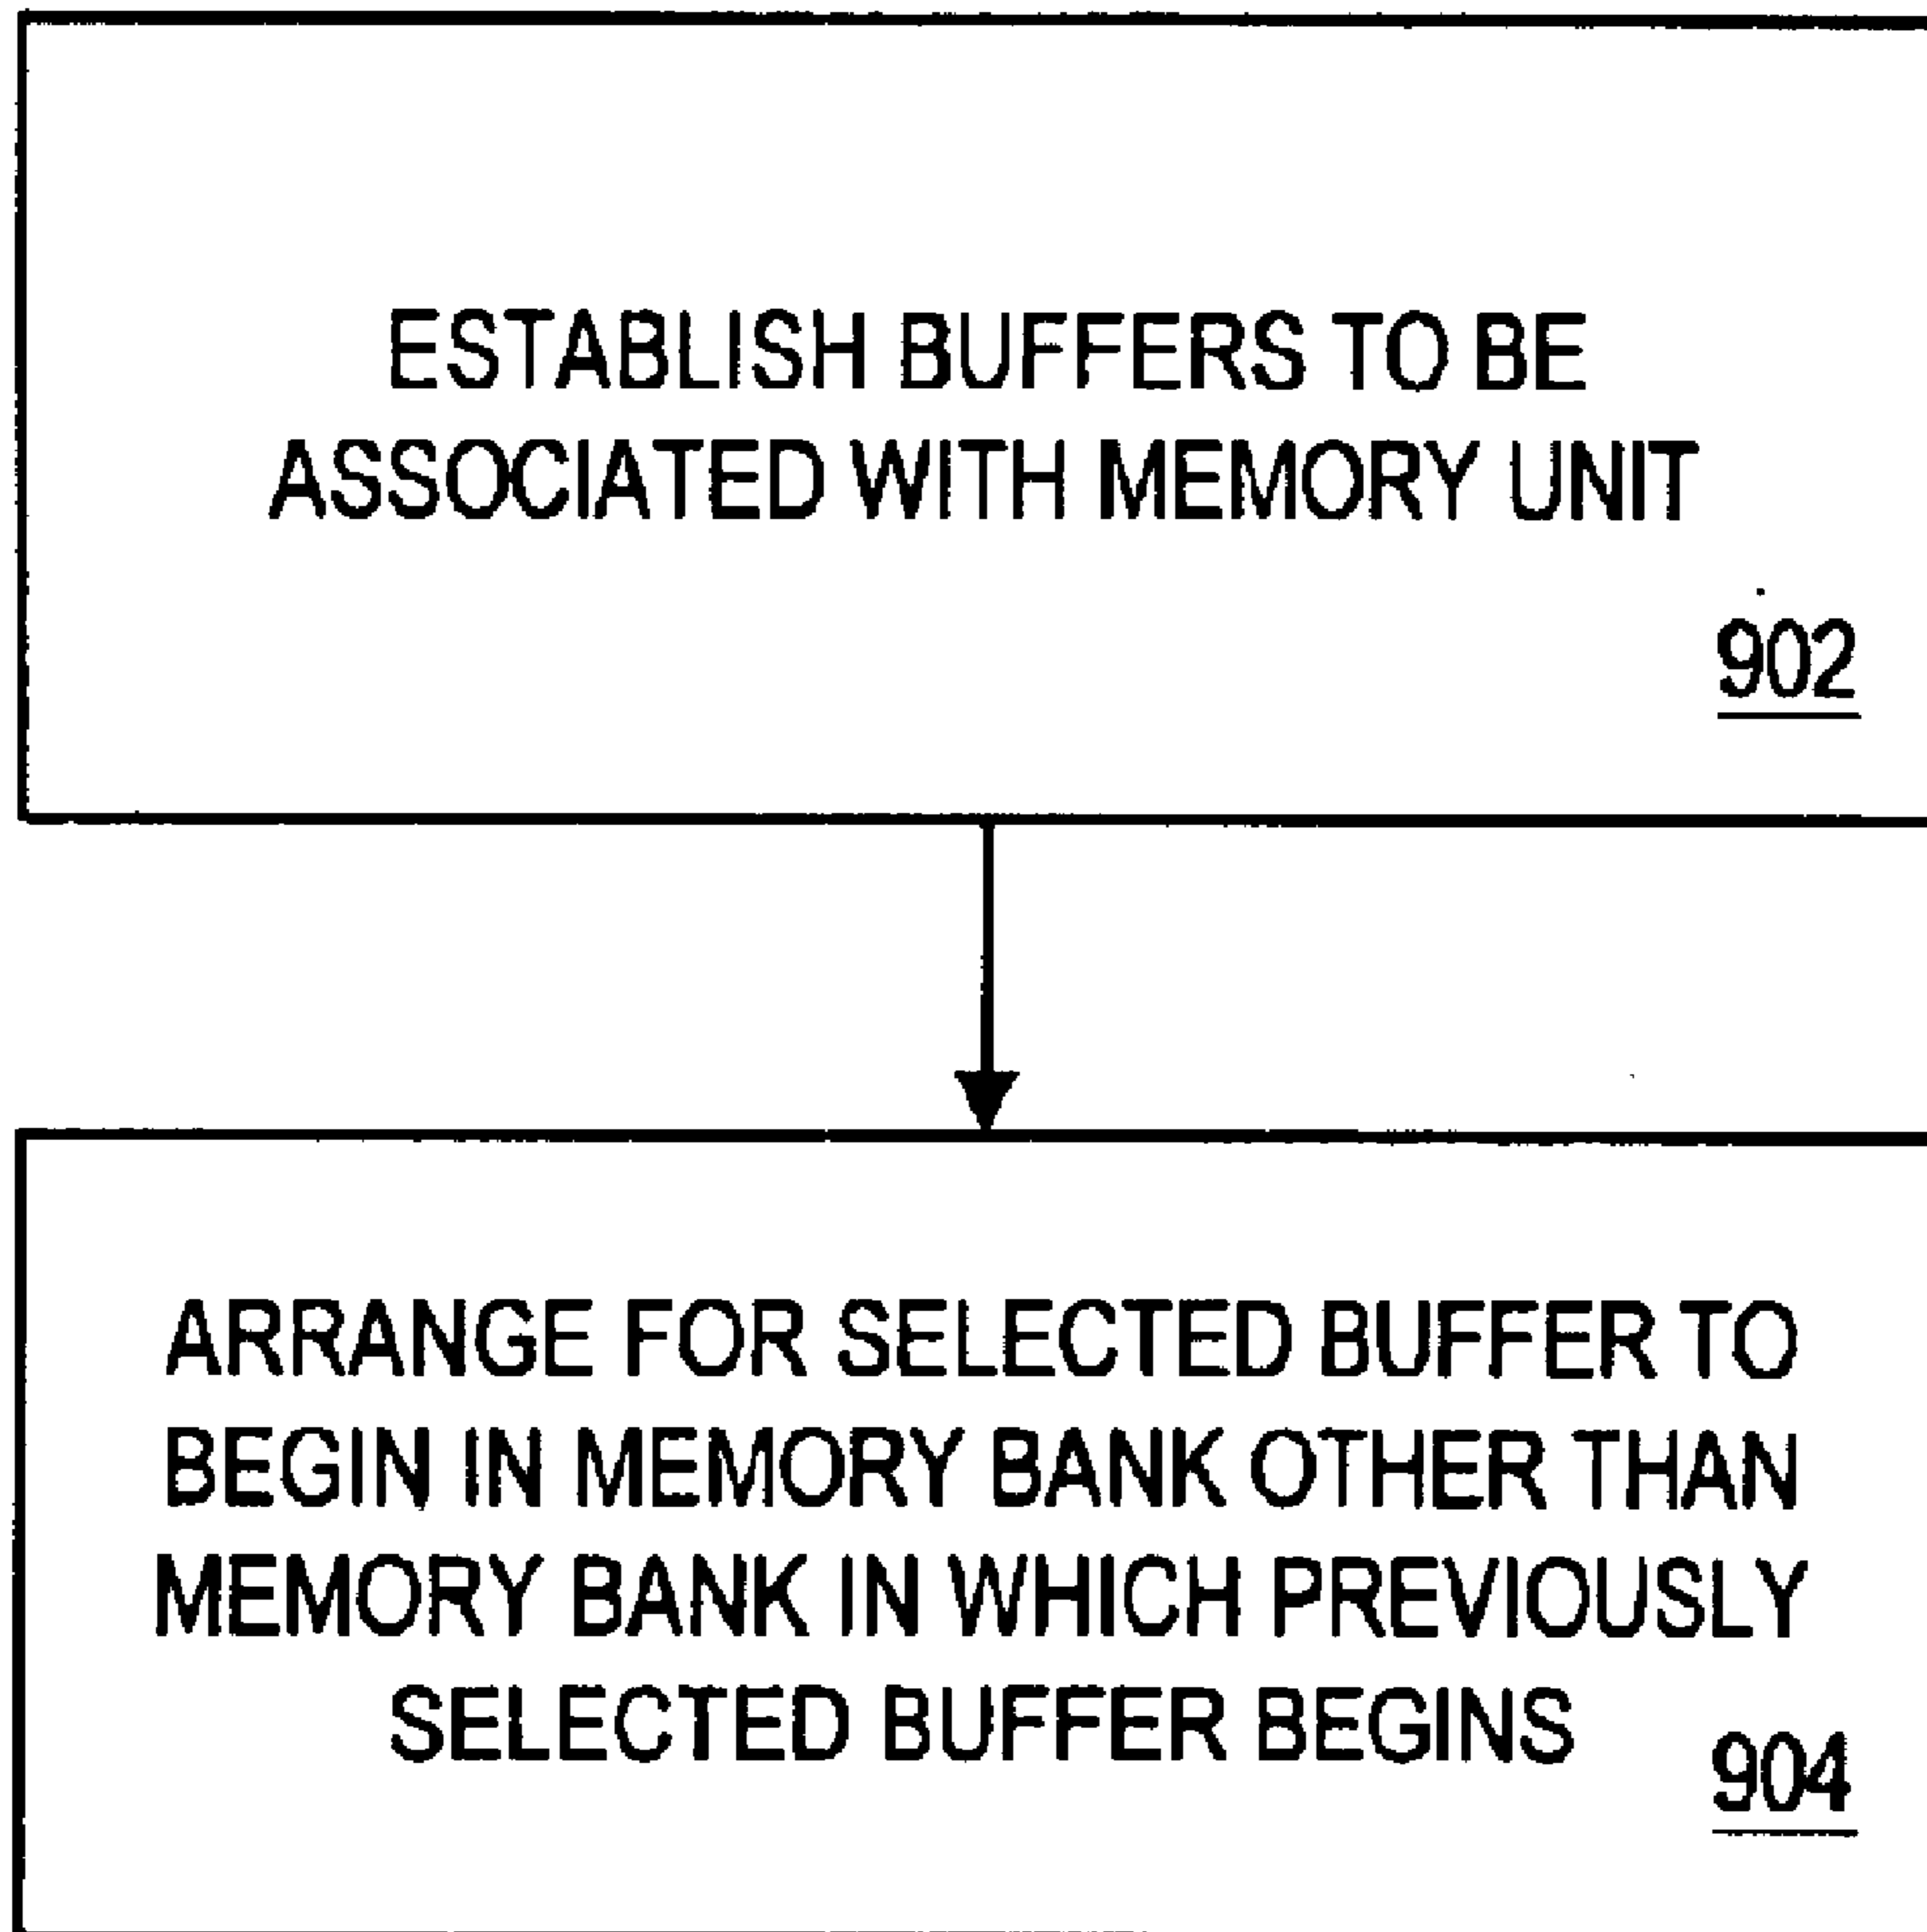 ESTABLISH BUFFERS TO BE
ASSOCIATED WITH MEMORY UNIT
902
ARRANGE FOR SELECTED BUFFER TO
BEGIN IN MEMORY BANK OTHER THAN
MEMORY BANK IN WHICH PREVIOUSLY
SELECTED BUFFER BEGINS
904